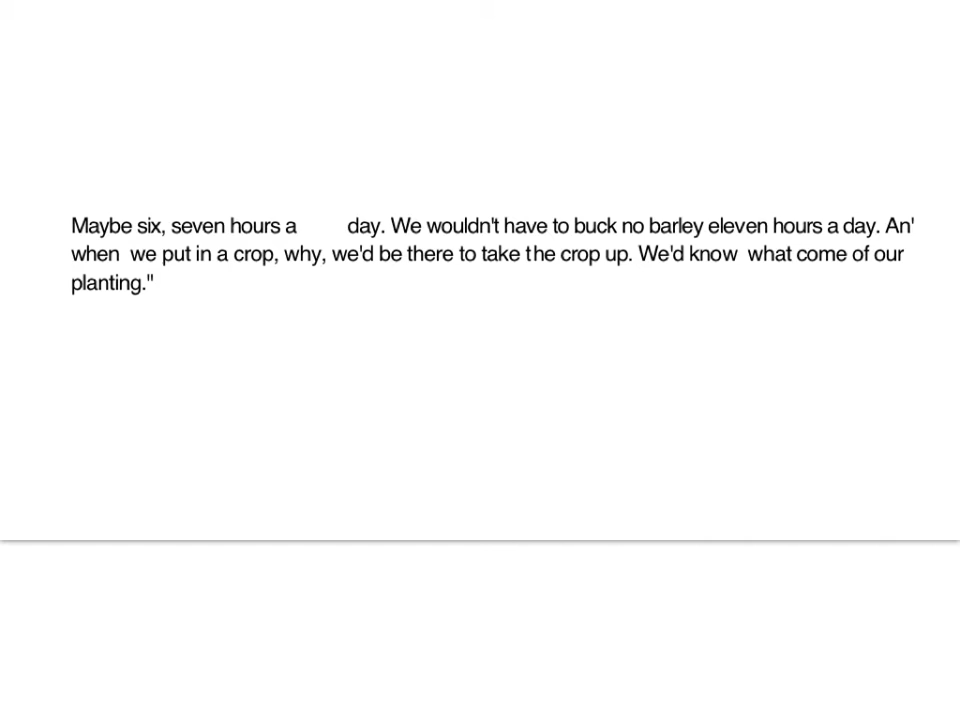 Maybe six, seven hours a day. We wouldn't have to buck no barley eleven hours a day. An'
when we put in a crop, why, we'd be there to take the crop up. We'd know what come of our
planting."